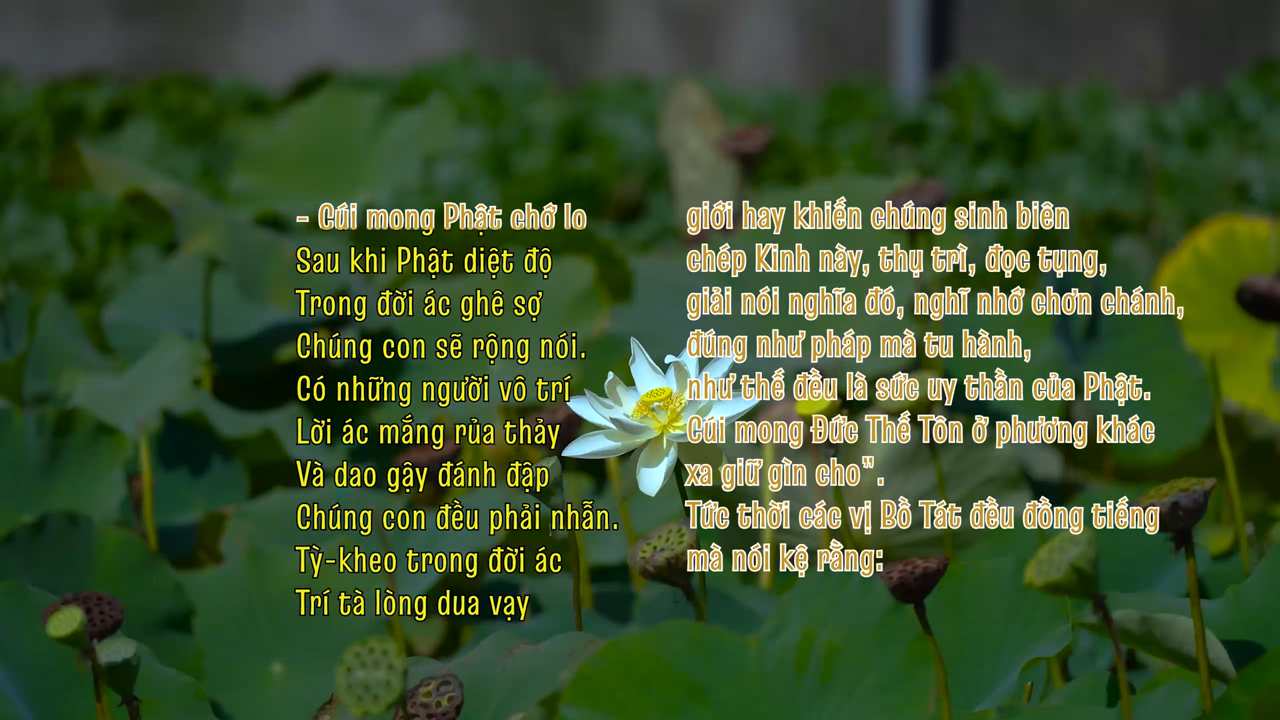 - Cúi mong Phật chớ lo
Sau khi Phật diệt độ
Trong đời ác ghê sợ
Chúng con sẽ rộng nói.
Có những người vô trí
Lời ác mắng rủa thảy
Và dao gậy đánh đập
Chúng con đều phải nhẫn.
Tỳ-kheo trong đời ác
Trí tà lòng dua vạy
giới hay khiến chúng sinh biên
chép Kinh này, thụ trì, đọc tụng,
giải nói nghĩa đó, nghĩ nhớ chơn chánh,
đúng như pháp mà tu hành,
như thế đều là sức uy thần của Phật.
Cúi mong Đức Thế Tôn ở phương khác
xa giữ gìn cho”.
Tức thời các vị Bồ Tát đều đồng tiếng
mà nói kệ rằng: